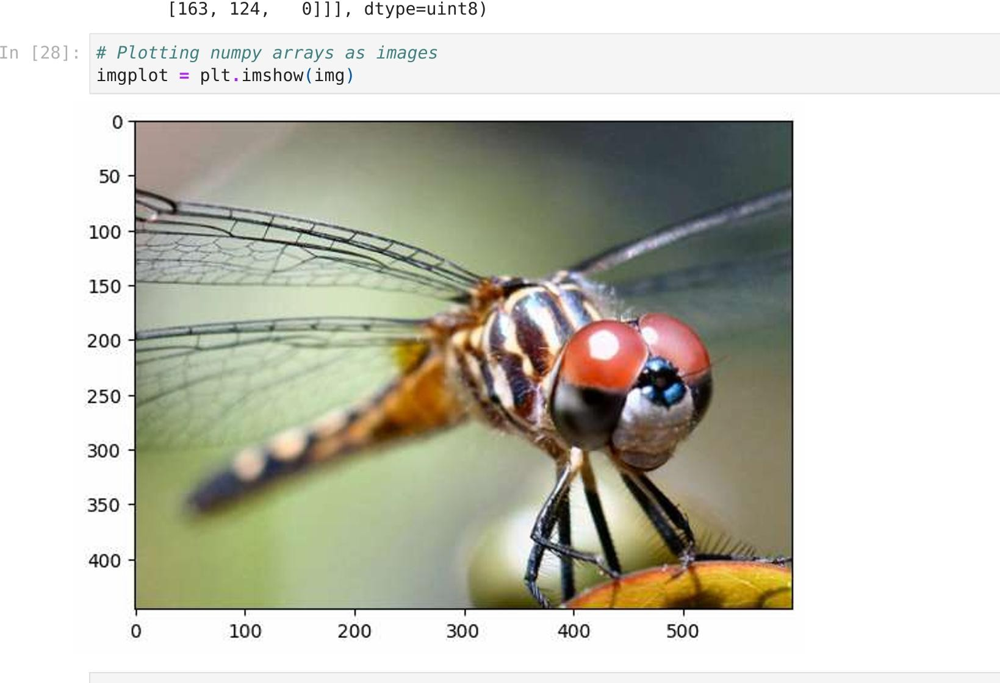 [163, 124,   0]]], dtype=uint8)
In [28]:
# Plotting numpy arrays as images
imgplot = plt.imshow(img)
0
50
100
150
200
250
300
350
400
0 100 200 300 400 500